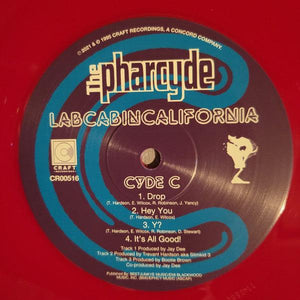 ℗ 2021 & © 1995 CRAFT RECORDINGS, A CONCORD COMPANY.
The pharcyde
LABCABINCALIFORNIA
C
CRAFT
RECORDINGS
CR00516
CYDE C
1. Drop
(T. Hardson, E. Wilcox, R. Robinson, J. Yancy)
2. Hey You
(T. Hardson, E. Wilcox)
3. Y?
(T. Hardson, E. Wilcox, R. Robinson, D. Stewart)
4. It's All Good!
Track 1 Produced by Jay Dee
Track 2 Produced by Trevant Hardson aka Slimkid 3
Track 3 Produced by Bootie Brown
Co-produced by Jay Dee